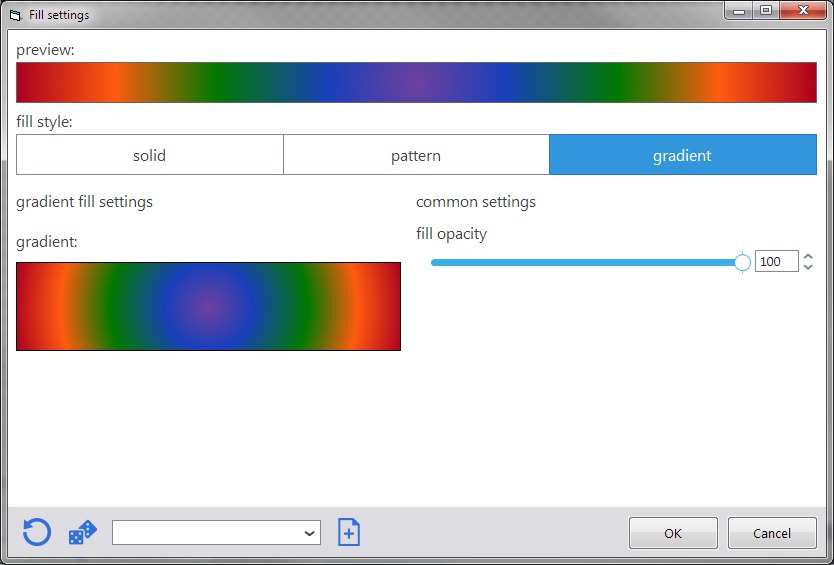 Fill settings
preview:
fill style:
solid pattern gradient
gradient fill settings common settings
fill opacity
gradient:
100
OK Cancel